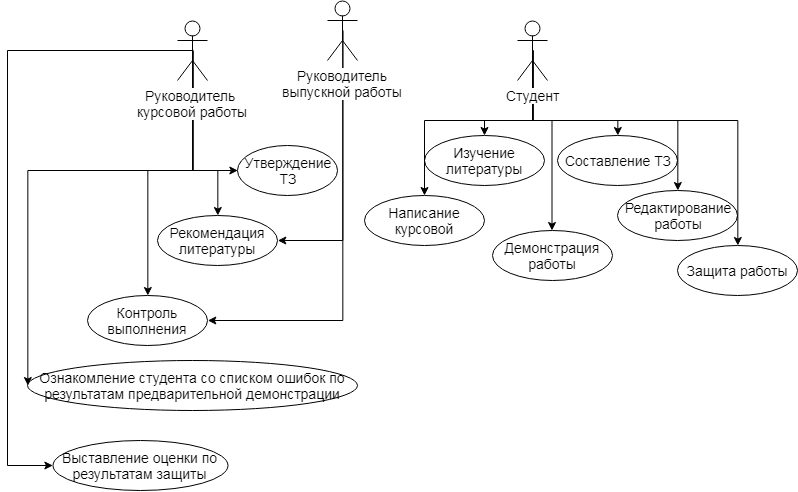 Руководитель
курсовой работы
Руководитель
выпускной работы
Студент
Утверждение
ТЗ
Рекомендация
литературы
Контроль
выполнения
Ознакомление студента со списком ошибок по
результатам предварительной демонстрации
Выставление оценки по
результатам защиты
Изучение
литературы
Составление ТЗ
Написание
курсовой
Редактирование
работы
Демонстрация
работы
Защита работы